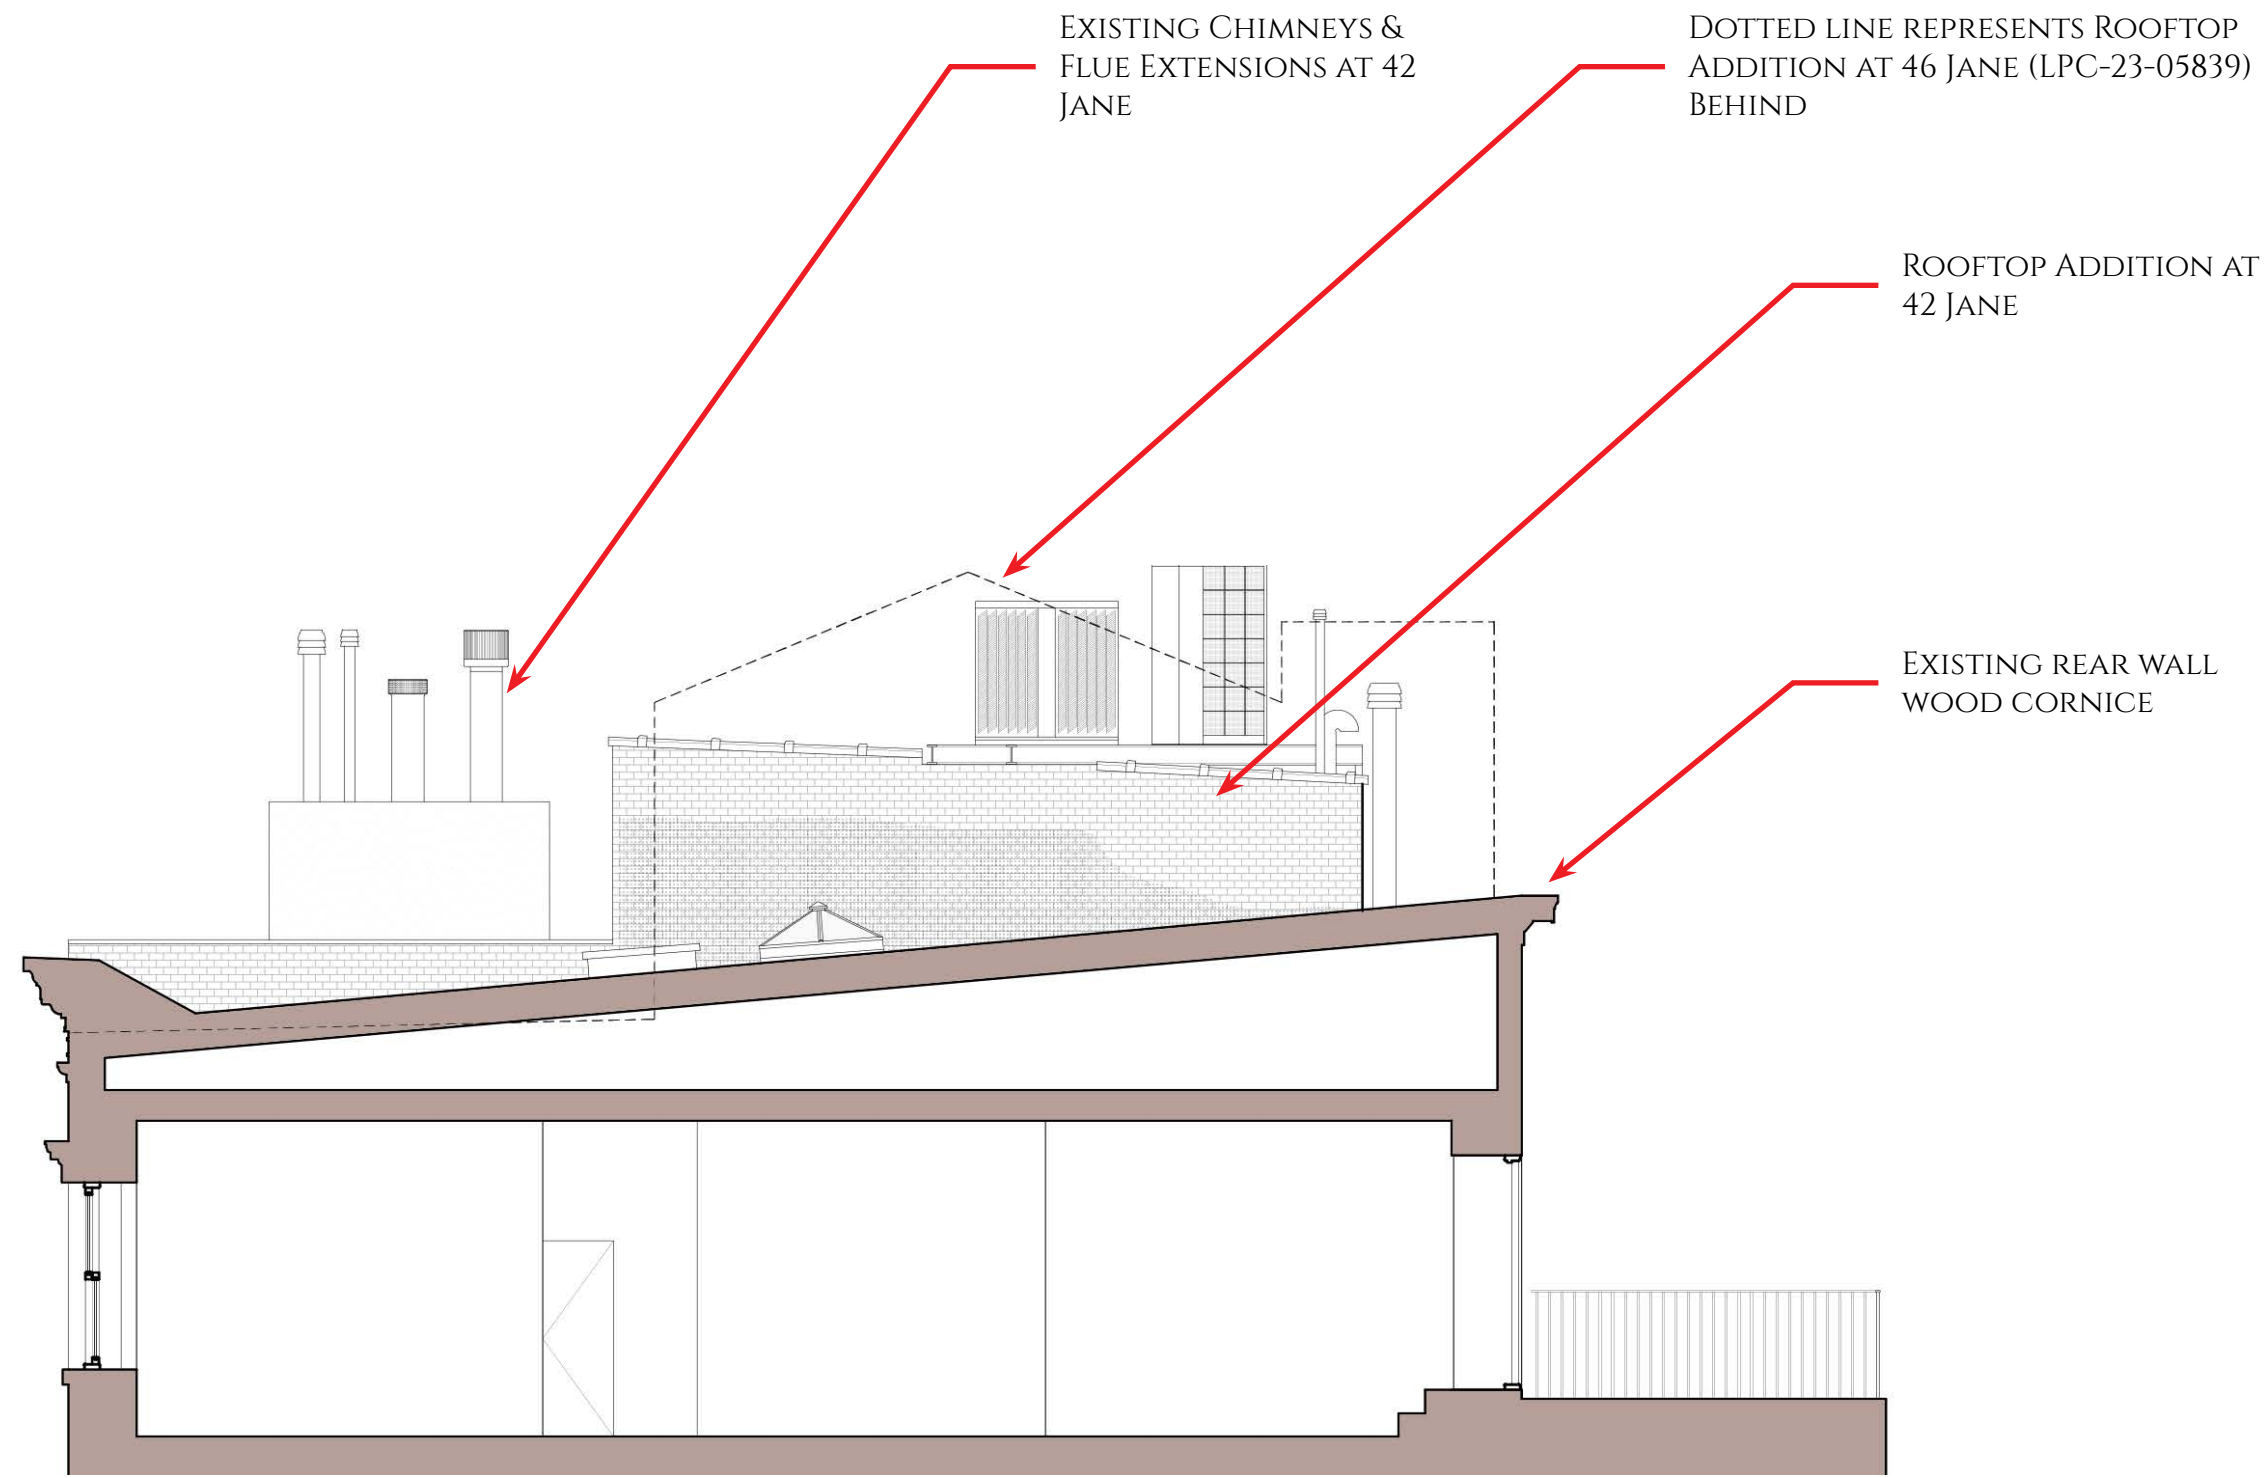 Existing Chimneys &
Flue Extensions at 42
Jane
Dotted line represents Rooftop
Addition at 46 Jane (LPC-23-05839)
Behind
Rooftop Addition at
42 Jane
Existing rear wall
wood cornice